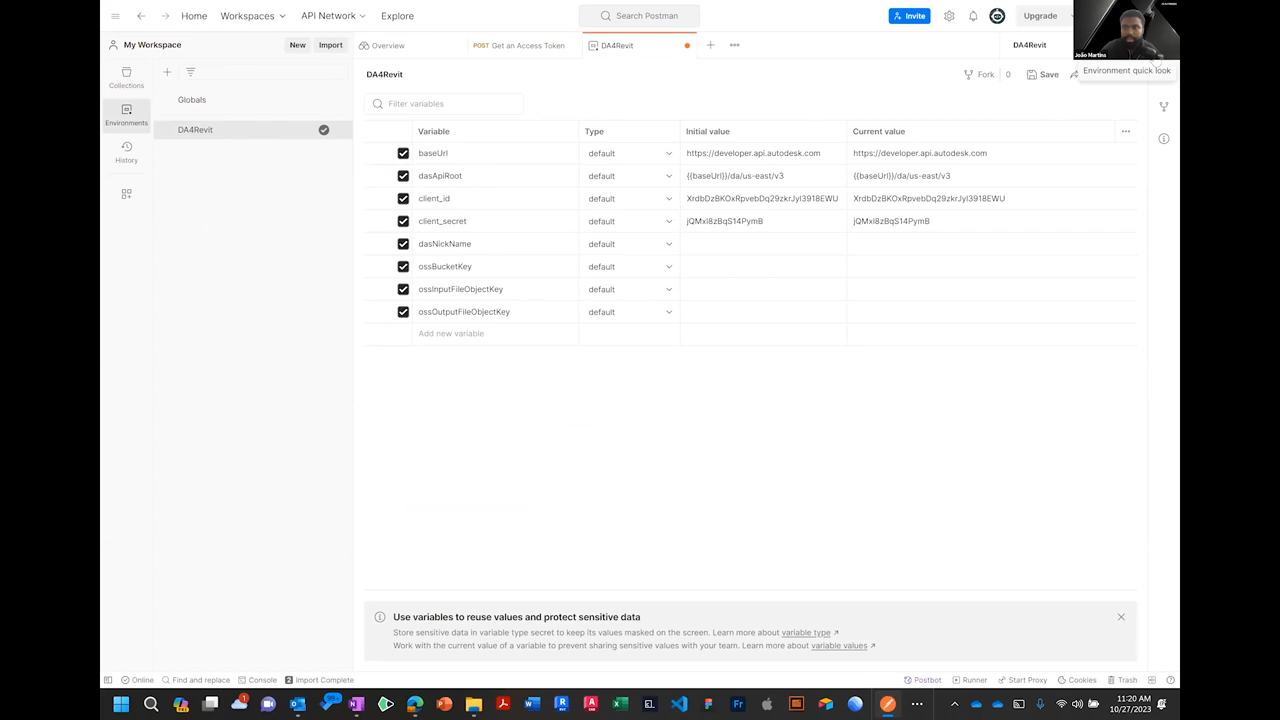 Home Workspaces API Network Explore Search Postman Invite Upgrade
João Martins
My Workspace New Import Overview POST Get an Access Token DA4Revit DA4Revit
Environment quick look
DA4Revit Fork 0 Save
Collections
Environments
History
Globals
DA4Revit
Filter variables
Variable Type Initial value Current value
baseUrl default https://developer.api.autodesk.com https://developer.api.autodesk.com
dasApiRoot default {{baseUrl}}/da/us-east/v3 {{baseUrl}}/da/us-east/v3
client_id default XrdbDzBKOxRpvebDq29zkrJyl3918EWU XrdbDzBKOxRpvebDq29zkrJyl3918EWU
client_secret default jQMxi8zBqS14PymB jQMxi8zBqS14PymB
dasNickName default
ossBucketKey default
ossInputFileObjectKey default
ossOutputFileObjectKey default
Add new variable
Use variables to reuse values and protect sensitive data
Store sensitive data in variable type secret to keep its values masked on the screen. Learn more about variable type
Work with the current value of a variable to prevent sharing sensitive values with your team. Learn more about variable values
Online Find and replace Console Import Complete Postbot Runner Start Proxy Cookies Trash
11:20 AM
10/27/2023